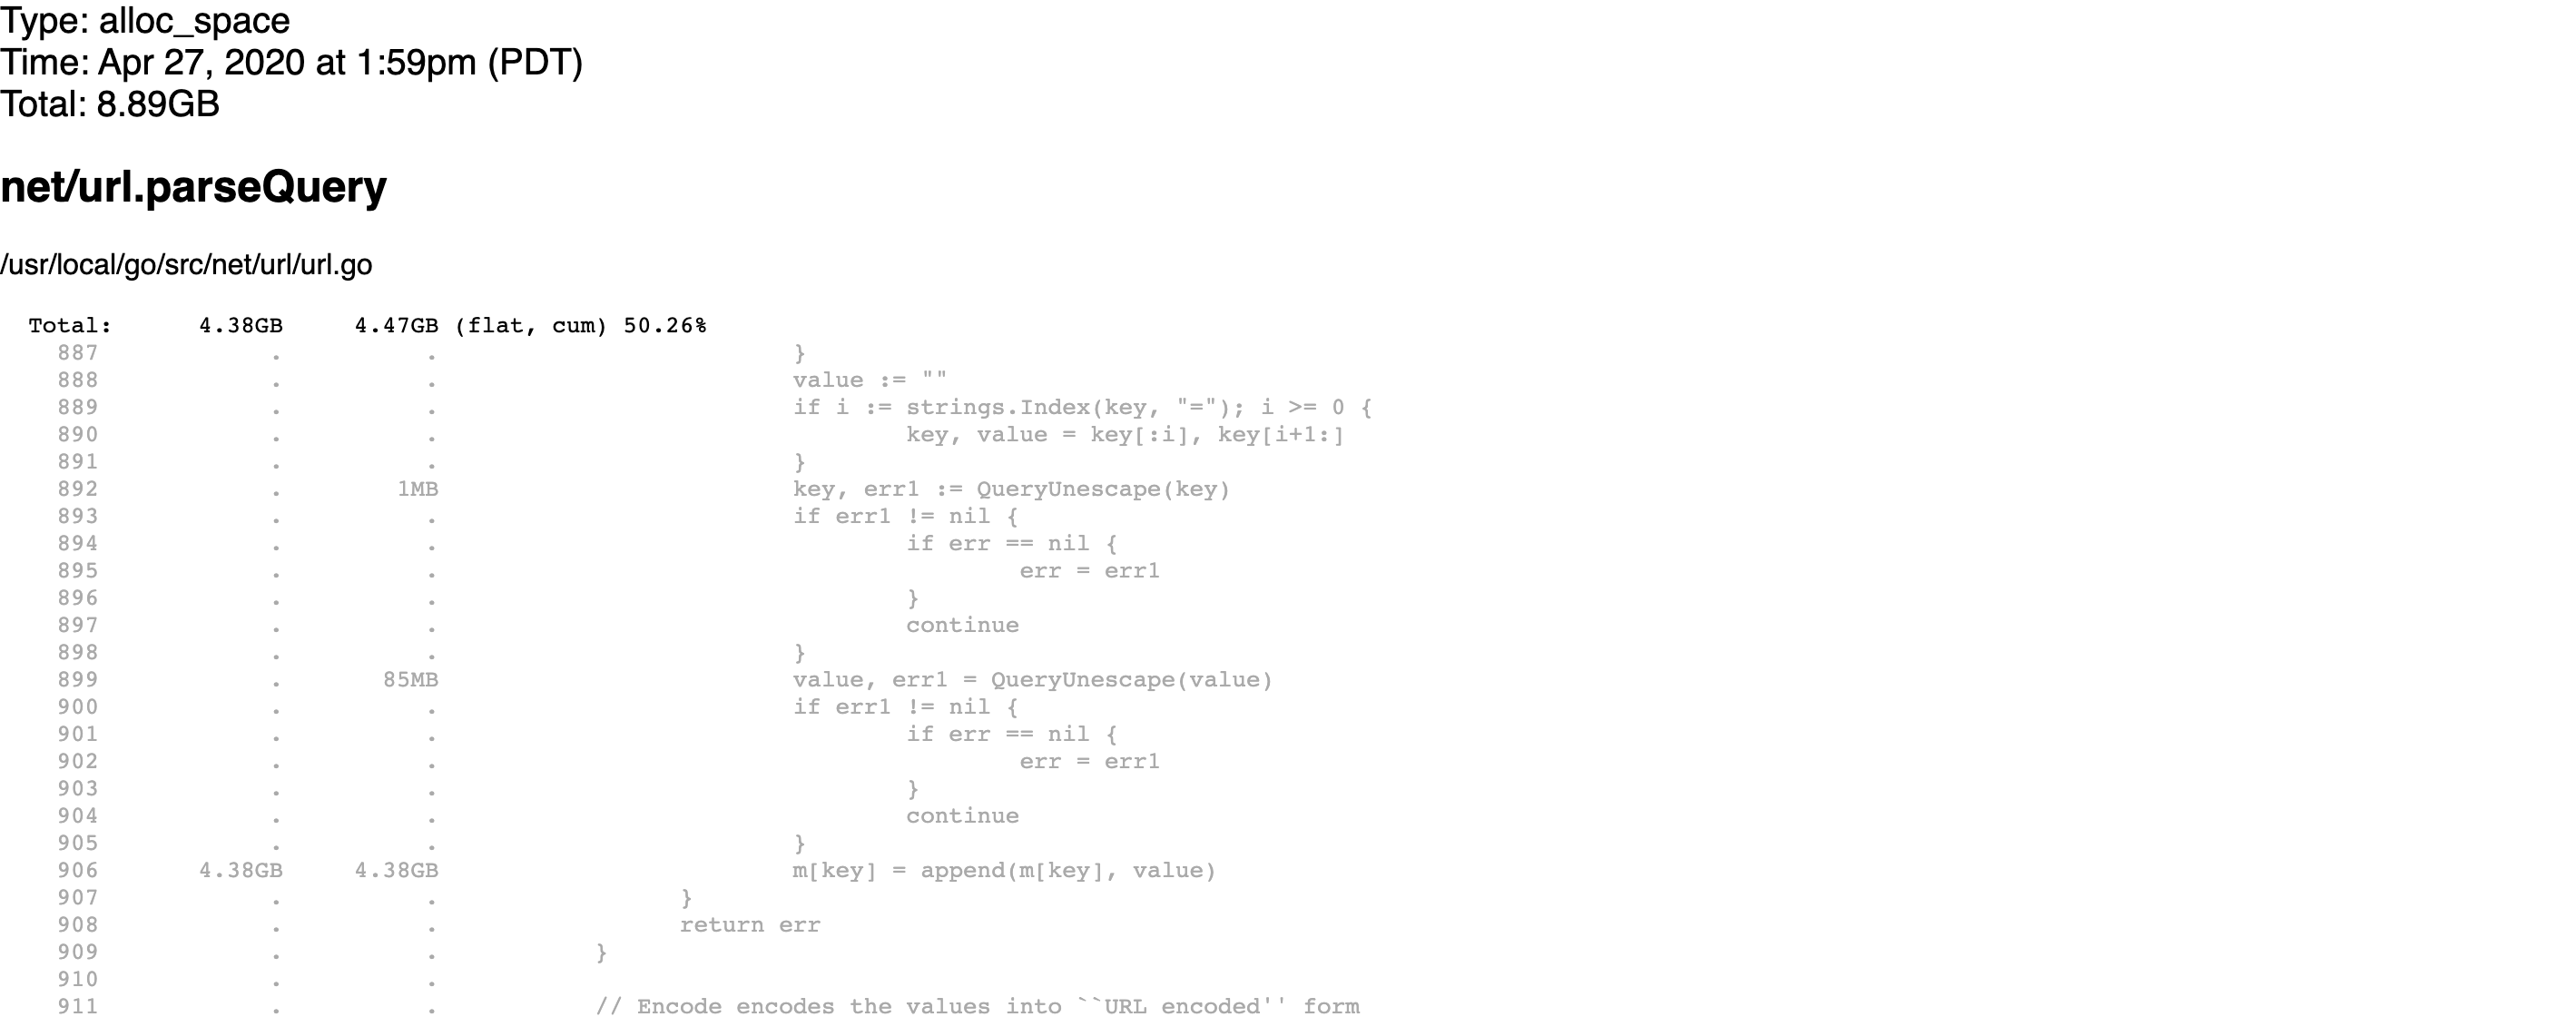 Type: alloc_space
Time: Apr 27, 2020 at 1:59pm (PDT)
Total: 8.89GB
net/url.parseQuery
/usr/local/go/src/net/url/url.go
Total: 4.38GB 4.47GB (flat, cum) 50.26%
887 . . }
888 . . value := ""
889 . . if i := strings.Index(key, "="); i >= 0 {
890 . . key, value = key[:i], key[i+1:]
891 . . }
892 . 1MB key, err1 := QueryUnescape(key)
893 . . if err1 != nil {
894 . . if err == nil {
895 . . err = err1
896 . . }
897 . . continue
898 . . }
899 . 85MB value, err1 = QueryUnescape(value)
900 . . if err1 != nil {
901 . . if err == nil {
902 . . err = err1
903 . . }
904 . . continue
905 . . }
906 4.38GB 4.38GB m[key] = append(m[key], value)
907 . . }
908 . . return err
909 . . }
910 . .
911 . . // Encode encodes the values into ``URL encoded'' form